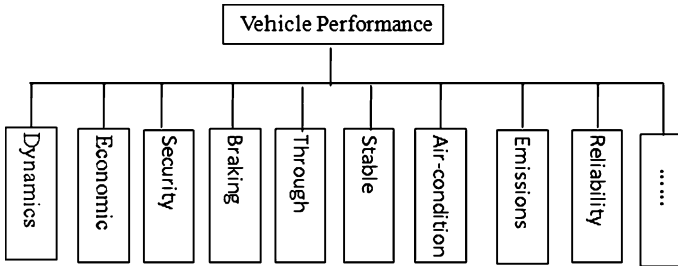 Vehicle Performance
Dynamics
Economic
Security
Braking
Through
Stable
Air-condition
Emissions
Reliability
.......